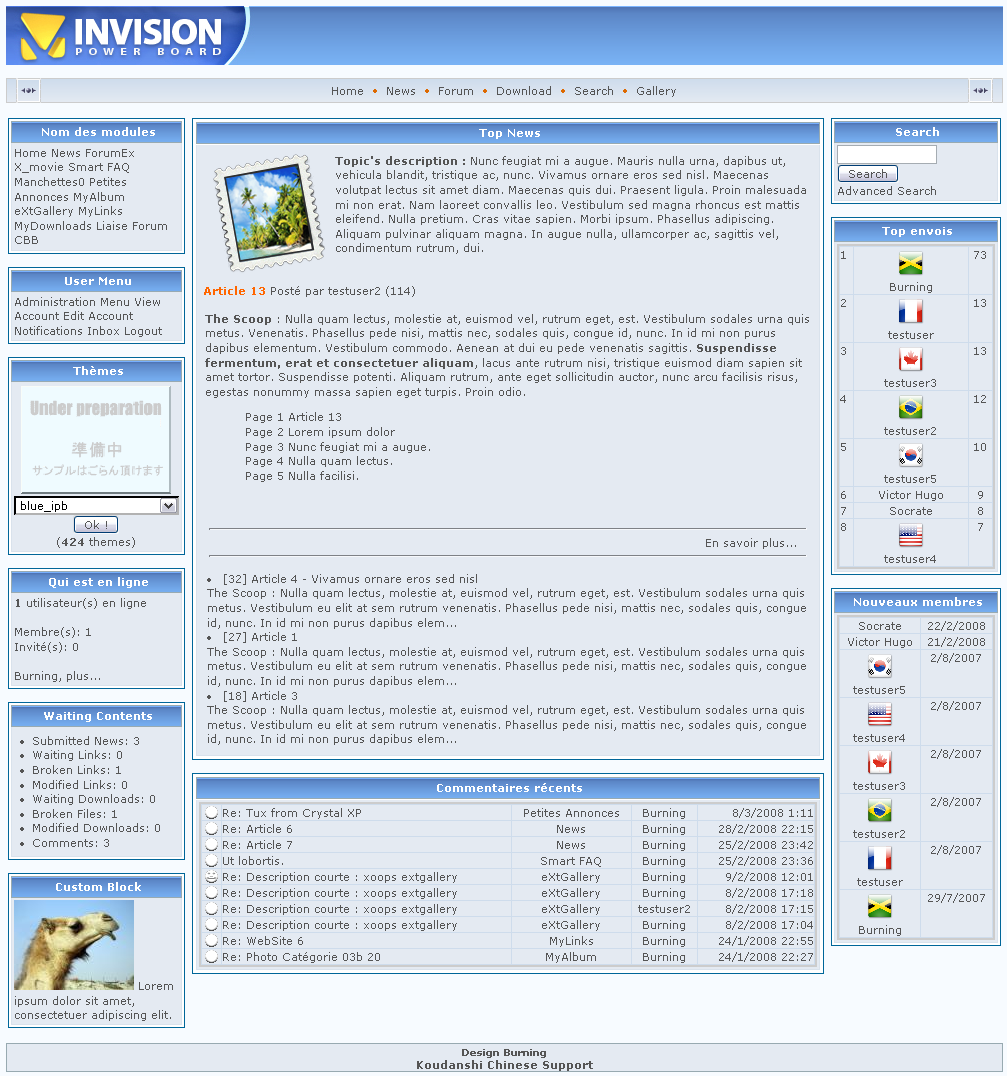 INVISION
POWER BOARD
Home • News • Forum • Download • Search • Gallery
Nom des modules
Home News ForumEx
X_movie Smart FAQ
Manchettes0 Petites
Annonces MyAlbum
eXtGallery MyLinks
MyDownloads Liaise Forum
CBB
User Menu
Administration Menu View
Account Edit Account
Notifications Inbox Logout
Thèmes
Under preparation
準備中
サンプルはごらん頂けます
blue_ipb
Ok !
(424 themes)
Qui est en ligne
1 utilisateur(s) en ligne
Membre(s): 1
Invité(s): 0
Burning, plus...
Waiting Contents
• Submitted News: 3
• Waiting Links: 0
• Broken Links: 1
• Modified Links: 0
• Waiting Downloads: 0
• Broken Files: 1
• Modified Downloads: 0
• Comments: 3
Custom Block
Lorem
ipsum dolor sit amet,
consectetuer adipiscing elit.
Top News
Topic's description : Nunc feugiat mi a augue. Mauris nulla urna, dapibus ut,
vehicula blandit, tristique ac, nunc. Vivamus ornare eros sed nisl. Maecenas
volutpat lectus sit amet diam. Maecenas quis dui. Praesent ligula. Proin malesuada
mi non erat. Nam laoreet convallis leo. Vestibulum sed magna rhoncus est mattis
eleifend. Nulla pretium. Cras vitae sapien. Morbi ipsum. Phasellus adipiscing.
Aliquam pulvinar aliquam magna. In augue nulla, ullamcorper ac, sagittis vel,
condimentum rutrum, dui.
Article 13 Posté par testuser2 (114)
The Scoop : Nulla quam lectus, molestie at, euismod vel, rutrum eget, est. Vestibulum sodales urna quis
metus. Venenatis. Phasellus pede nisi, mattis nec, sodales quis, congue id, nunc. In id mi non purus
dapibus elementum. Vestibulum commodo. Aenean at dui eu pede venenatis sagittis. Suspendisse
fermentum, erat et consectetuer aliquam, lacus ante rutrum nisi, tristique euismod diam sapien sit
amet tortor. Suspendisse potenti. Aliquam rutrum, ante eget sollicitudin auctor, nunc arcu facilisis risus,
egestas nonummy massa sapien eget turpis. Proin odio.
Page 1 Article 13
Page 2 Lorem ipsum dolor
Page 3 Nunc feugiat mi a augue.
Page 4 Nulla quam lectus.
Page 5 Nulla facilisi.
En savoir plus...
• [32] Article 4 - Vivamus ornare eros sed nisl
The Scoop : Nulla quam lectus, molestie at, euismod vel, rutrum eget, est. Vestibulum sodales urna quis
metus. Vestibulum eu elit at sem rutrum venenatis. Phasellus pede nisi, mattis nec, sodales quis, congue
id, nunc. In id mi non purus dapibus elem...
• [27] Article 1
The Scoop : Nulla quam lectus, molestie at, euismod vel, rutrum eget, est. Vestibulum sodales urna quis
metus. Vestibulum eu elit at sem rutrum venenatis. Phasellus pede nisi, mattis nec, sodales quis, congue
id, nunc. In id mi non purus dapibus elem...
• [18] Article 3
The Scoop : Nulla quam lectus, molestie at, euismod vel, rutrum eget, est. Vestibulum sodales urna quis
metus. Vestibulum eu elit at sem rutrum venenatis. Phasellus pede nisi, mattis nec, sodales quis, congue
id, nunc. In id mi non purus dapibus elem...
Commentaires récents
Re: Tux from Crystal XP Petites Annonces Burning 8/3/2008 1:11
Re: Article 6 News Burning 28/2/2008 22:15
Re: Article 7 News Burning 25/2/2008 23:42
Ut lobortis. Smart FAQ Burning 25/2/2008 23:36
Re: Description courte : xoops extgallery eXtGallery Burning 9/2/2008 12:01
Re: Description courte : xoops extgallery eXtGallery Burning 8/2/2008 17:18
Re: Description courte : xoops extgallery eXtGallery testuser2 8/2/2008 17:15
Re: Description courte : xoops extgallery eXtGallery Burning 8/2/2008 17:04
Re: WebSite 6 MyLinks Burning 24/1/2008 22:55
Re: Photo Catégorie 03b 20 MyAlbum Burning 24/1/2008 22:27
Search
Search
Advanced Search
Top envois
1 Burning 73
2 testuser 13
3 testuser3 13
4 testuser2 12
5 testuser5 10
6 Victor Hugo 9
7 Socrate 8
8 testuser4 7
Nouveaux membres
Socrate 22/2/2008
Victor Hugo 21/2/2008
testuser5 2/8/2007
testuser4 2/8/2007
testuser3 2/8/2007
testuser2 2/8/2007
testuser 2/8/2007
Burning 29/7/2007
Design Burning
Koudanshi Chinese Support